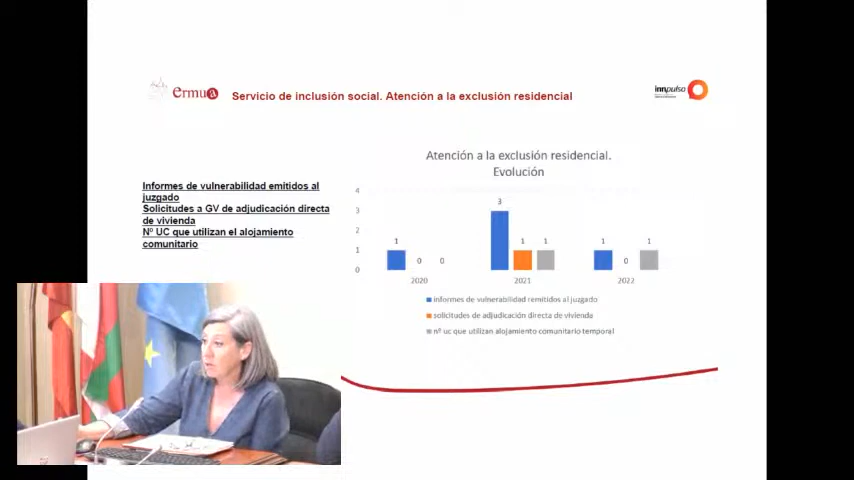 ermua
Servicio de inclusión social. Atención a la exclusión residencial
innpulso
Informes de vulnerabilidad emitidos al
juzgado
Solicitudes a GV de adjudicación directa
de vivienda
Nº UC que utilizan el alojamiento
comunitario
Atención a la exclusión residencial.
Evolución
4
3
2
1
0
1
0
0
3
1
1
1
0
1
2020
2021
2022
informes de vulnerabilidad remitidos al juzgado
solicitudes de adjudicación directa de vivienda
nº uc que utilizan alojamiento comunitario temporal